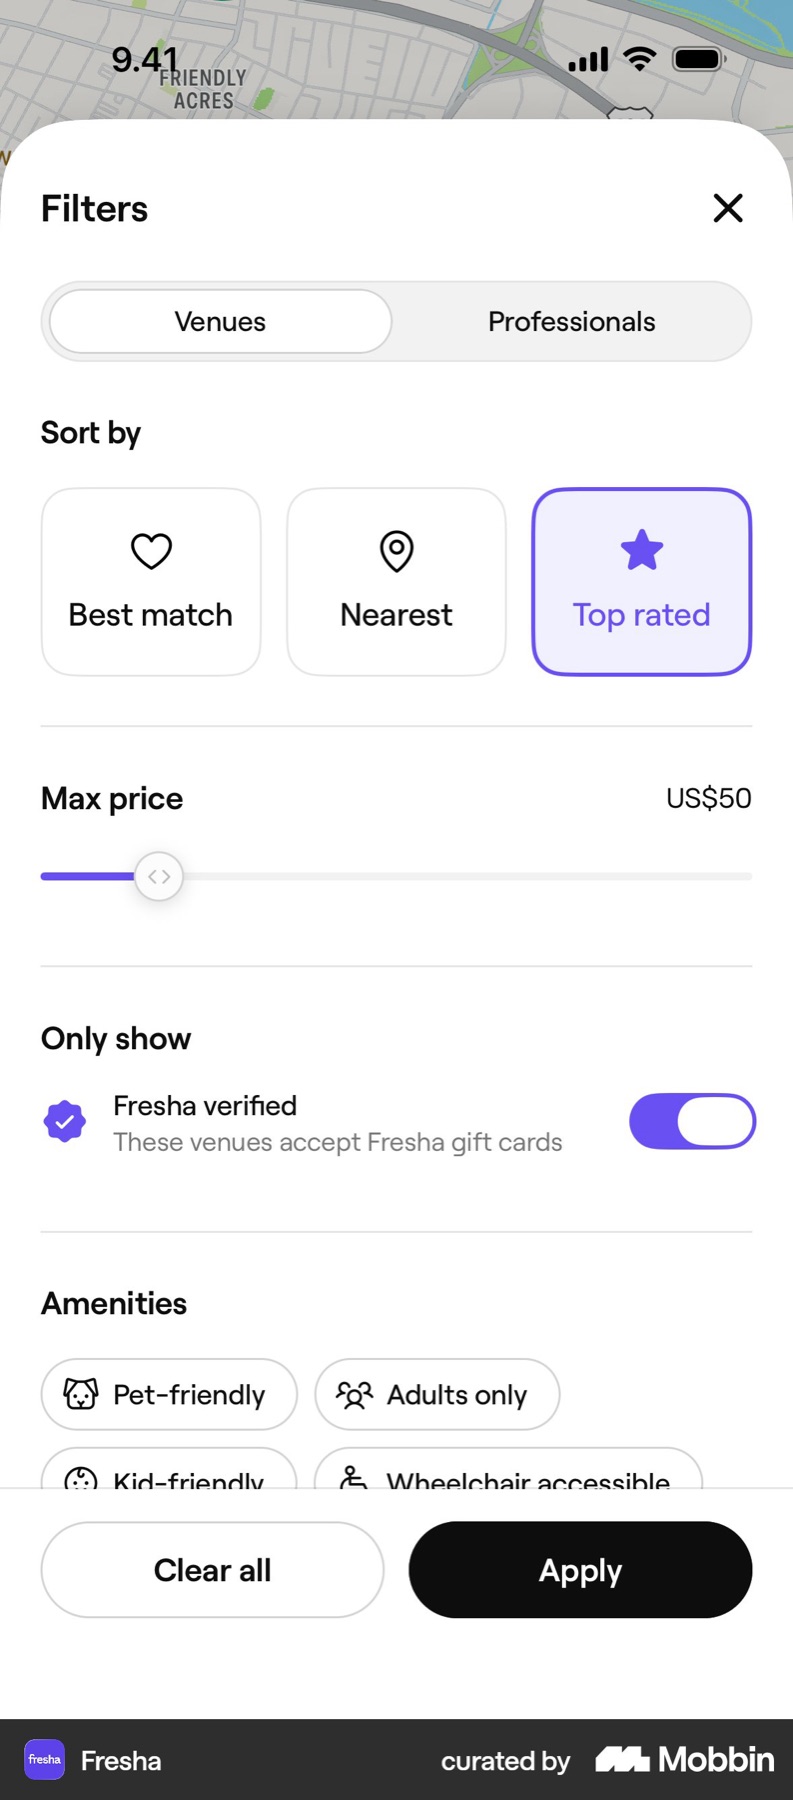 9.41
FRIENDLY
ACRES
Filters
Venues
Professionals
Sort by
Best match
Nearest
Top rated
Max price
US$50
Only show
Fresha verified
These venues accept Fresha gift cards
Amenities
Pet-friendly
Adults only
Kid-friendly
Wheelchair accessible
Clear all
Apply
fresha
Fresha
curated by
Mobbin